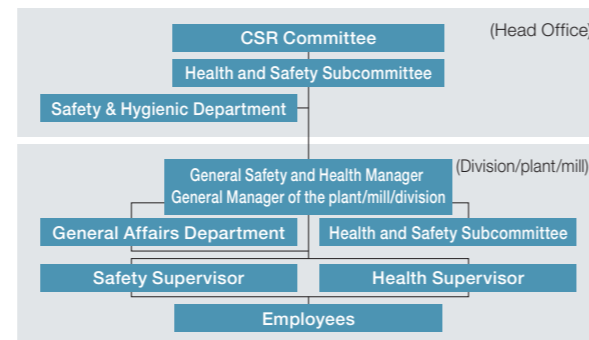 CSR Committee
(Head Office)
Health and Safety Subcommittee
Safety & Hygienic Department
General Safety and Health Manager
General Manager of the plant/mill/division
(Division/plant/mill)
General Affairs Department
Health and Safety Subcommittee
Safety Supervisor
Health Supervisor
Employees